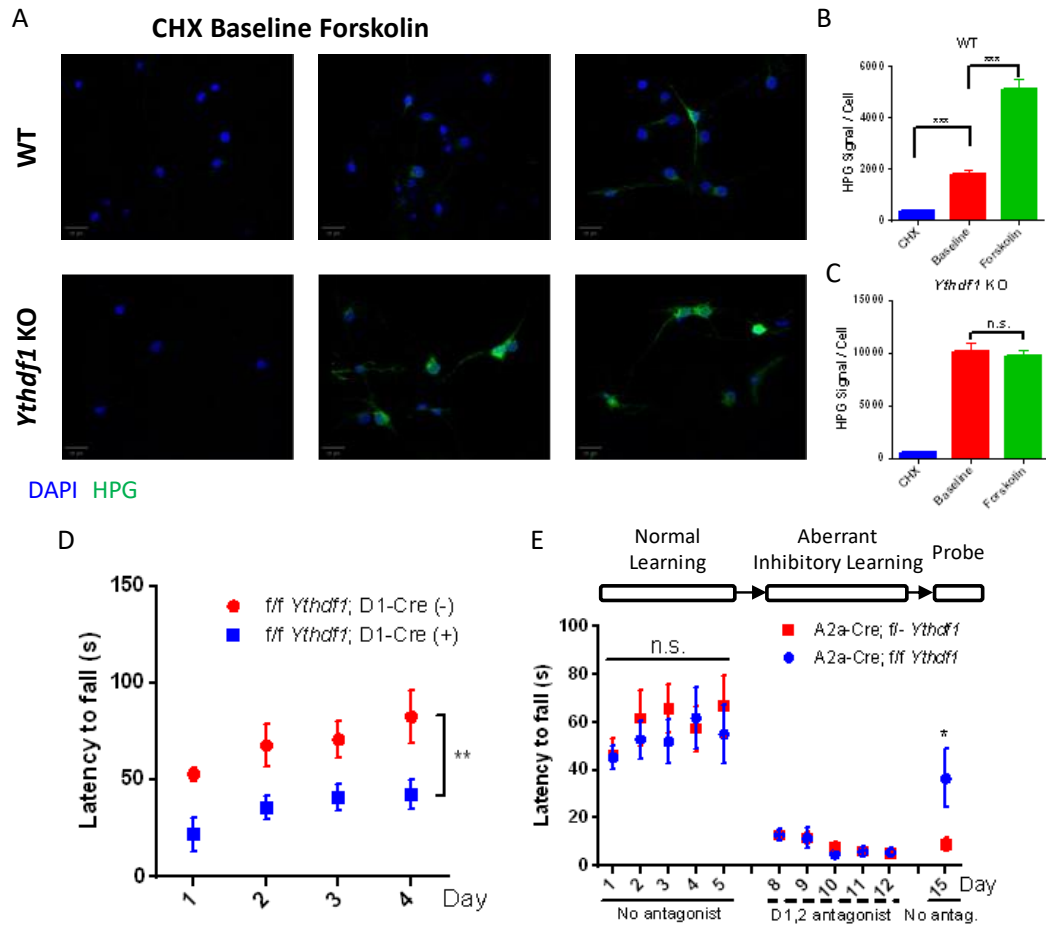 A
CHX Baseline Forskolin
WT
Ythdf1 KO
DAPI HPG
B
WT
HPG Signal / Cell
6000
4000
2000
0
***
***
CHX
Baseline
Forskolin
C
Ythdf1 KO
HPG Signal / Cell
15000
10000
5000
0
n.s.
CHX
Baseline
Forskolin
D
Latency to fall (s)
150
100
50
0
f/f Ythdf1; D1-Cre (-)
f/f Ythdf1; D1-Cre (+)
**
1 2 3 4 Day
E
Normal Learning
Aberrant Inhibitory Learning
Probe
Latency to fall (s)
100
80
60
40
20
0
A2a-Cre; f/- Ythdf1
A2a-Cre; f/f Ythdf1
n.s.
*
1 2 3 4 5 8 9 10 11 12 15 Day
No antagonist
D1,2 antagonist
No antag.